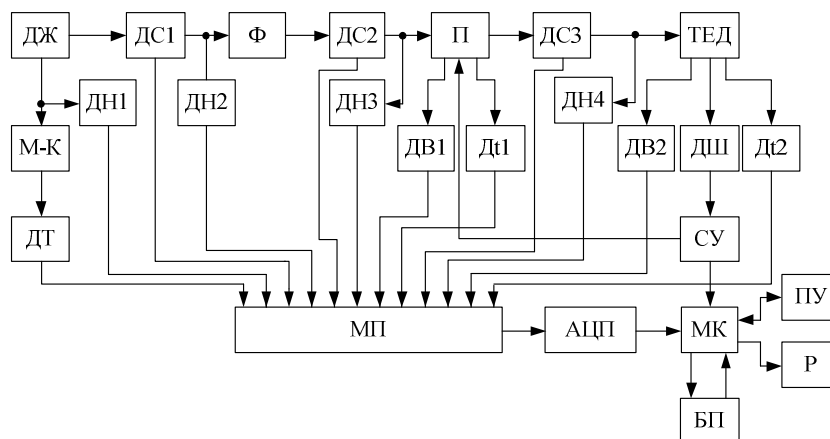 ДЖ ДС1 Ф ДС2 П ДС3 ТЕД
ДН1 ДН2 ДН3 ДН4
М-К ДВ1 Дt1 ДВ2 ДШ Дt2
ДТ СУ
ПУ
МП АЦП МК
Р
БП